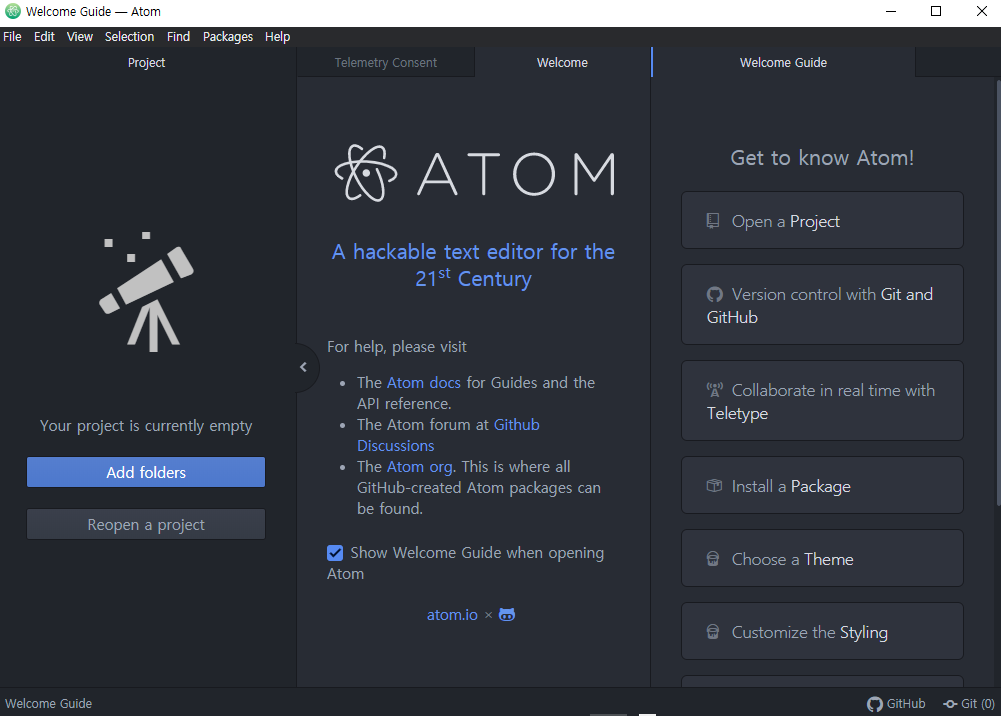 Welcome Guide — Atom
File Edit View Selection Find Packages Help
Project
Telemetry Consent
Welcome
Welcome Guide
Your project is currently empty
Add folders
Reopen a project
ATOM
A hackable text editor for the
21st Century
For help, please visit
• The Atom docs for Guides and the
API reference.
• The Atom forum at Github
Discussions
• The Atom org. This is where all
GitHub-created Atom packages can
be found.
Show Welcome Guide when opening
Atom
atom.io ×
Get to know Atom!
Open a Project
Version control with Git and
GitHub
Collaborate in real time with
Teletype
Install a Package
Choose a Theme
Customize the Styling
Welcome Guide
GitHub
Git (0)